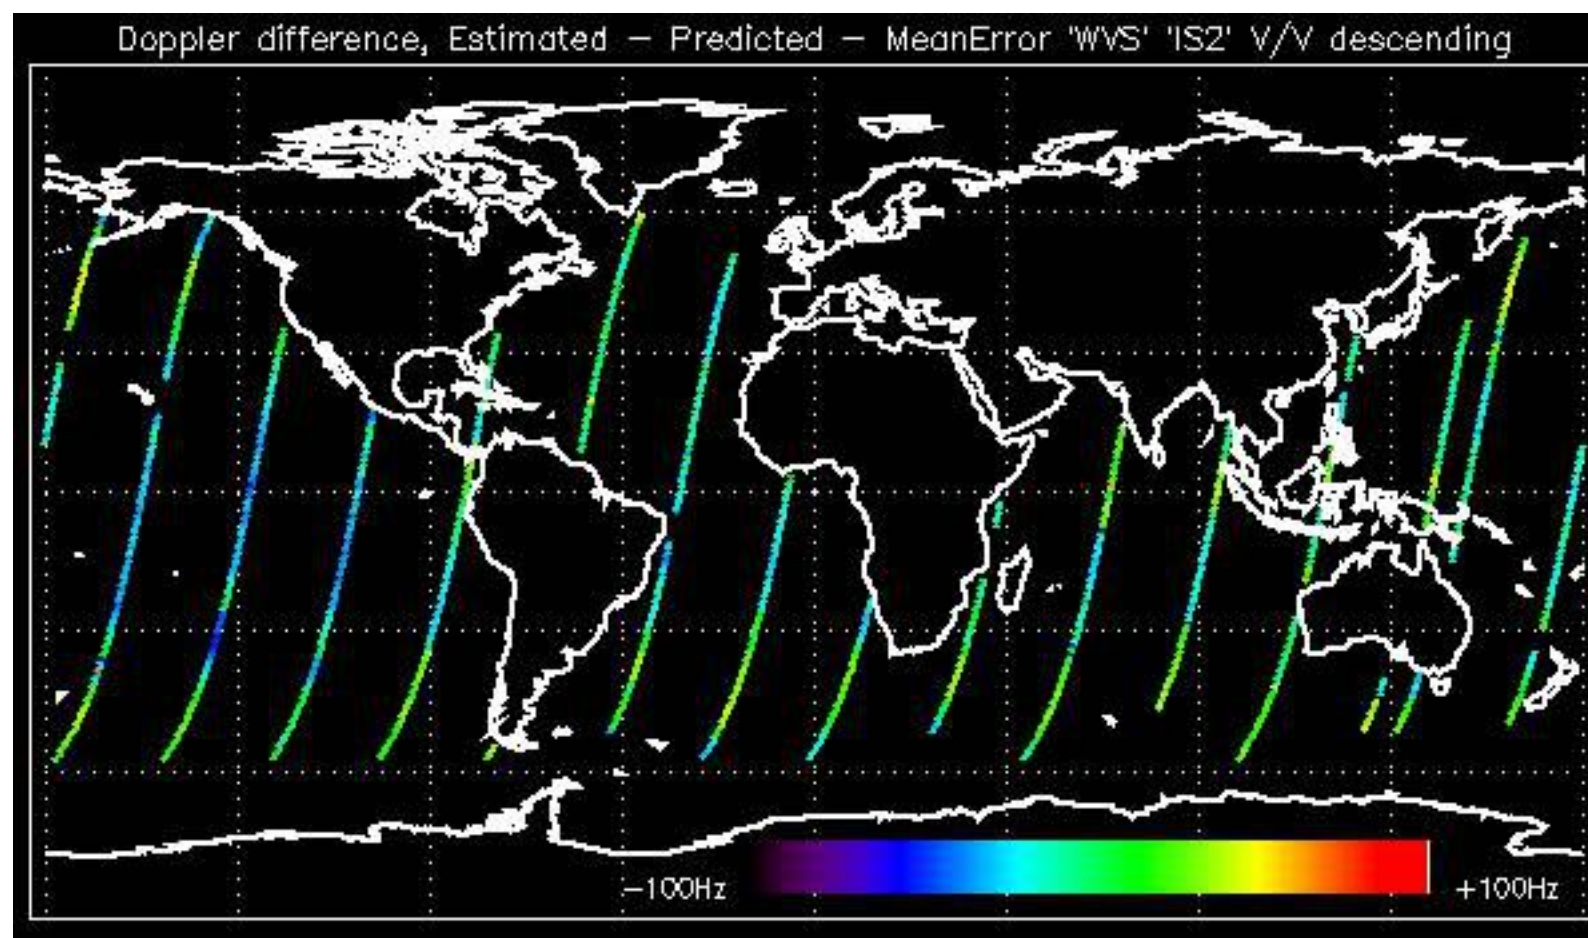 Doppler difference, Estimated - Predicted - MeanError 'WVS' 'IS2' V/V descending
-100Hz +100Hz